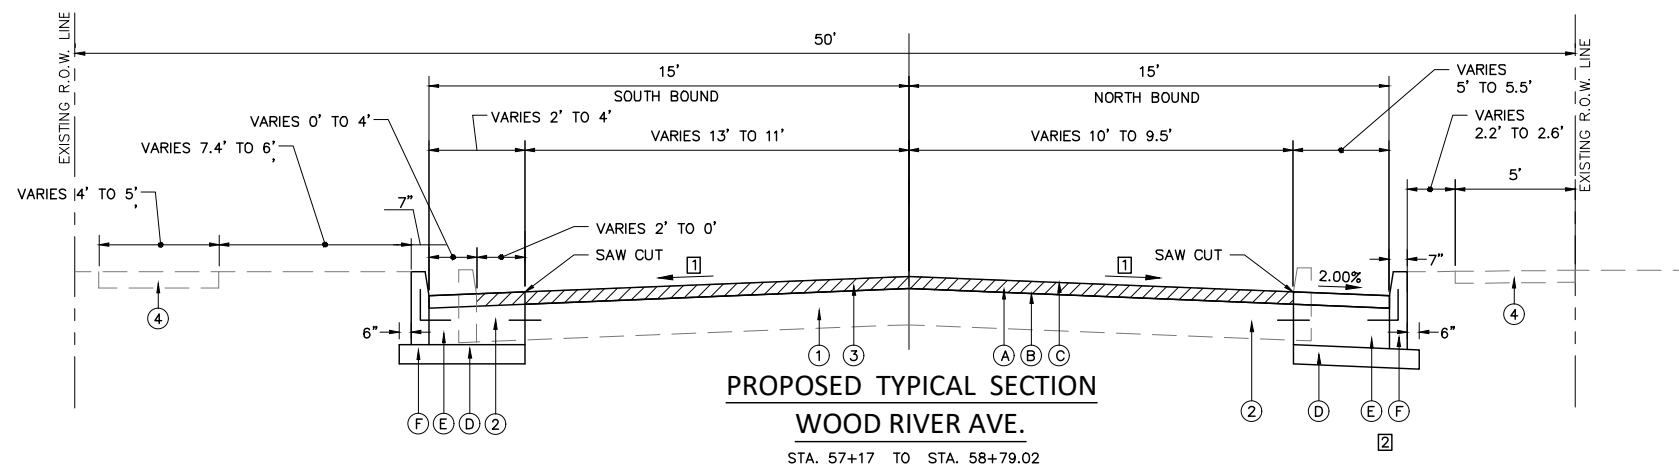 50'
EXISTING R.O.W. LINE
EXISTING R.O.W. LINE
15'
15'
SOUTH BOUND
NORTH BOUND
VARIES
5' TO 5.5'
VARIES 0' TO 4'
VARIES 2' TO 4'
VARIES
2.2' TO 2.6'
VARIES 13' TO 11'
VARIES 10' TO 9.5'
VARIES 7.4' TO 6'
5'
VARIES 4' TO 5'
7"
VARIES 2' TO 0'
SAW CUT
SAW CUT
1
1
2.00%
7"
4
4
6"
6"
1
3
A
B
C
F
E
D
2
2
D
E
F
2
PROPOSED TYPICAL SECTION
WOOD RIVER AVE.
STA. 57+17 TO STA. 58+79.02